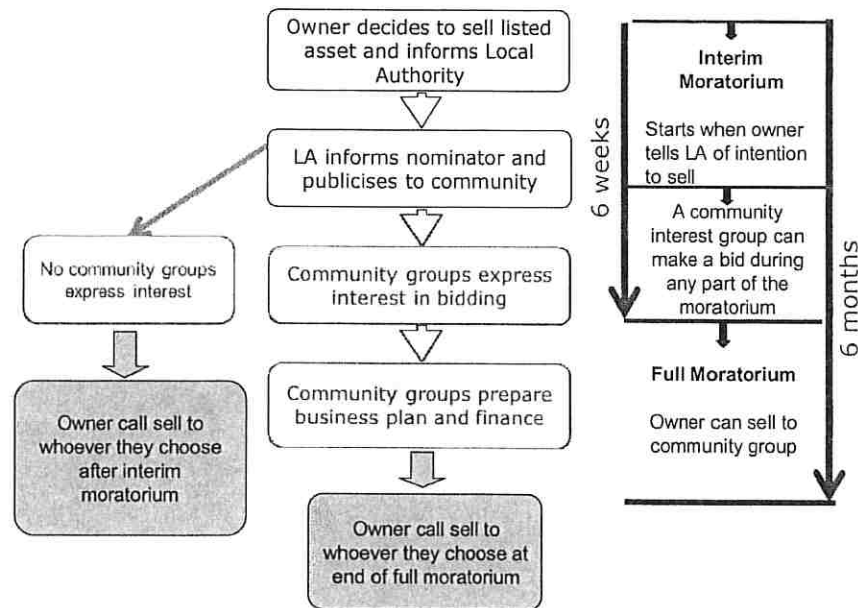 Owner decides to sell listed
asset and informs Local
Authority
LA informs nominator and
publicises to community
No community groups
express interest
Community groups express
interest in bidding
Owner call sell to
whoever they choose
after interim
moratorium
Community groups prepare
business plan and finance
Owner call sell to
whoever they choose at
end of full moratorium
6 weeks
Interim
Moratorium
Starts when owner
tells LA of intention
to sell
A community
interest group can
make a bid during
any part of the
moratorium
Full Moratorium
Owner can sell to
community group
6 months